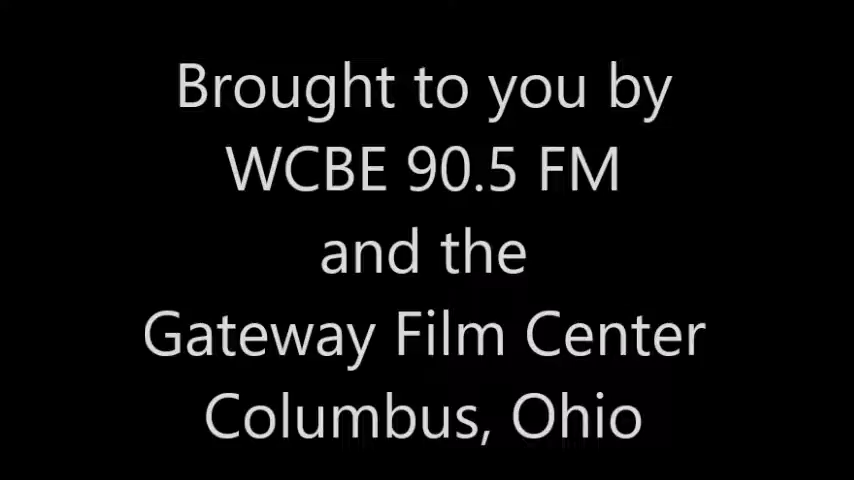 Brought to you by
WCBE 90.5 FM
and the
Gateway Film Center
Columbus, Ohio